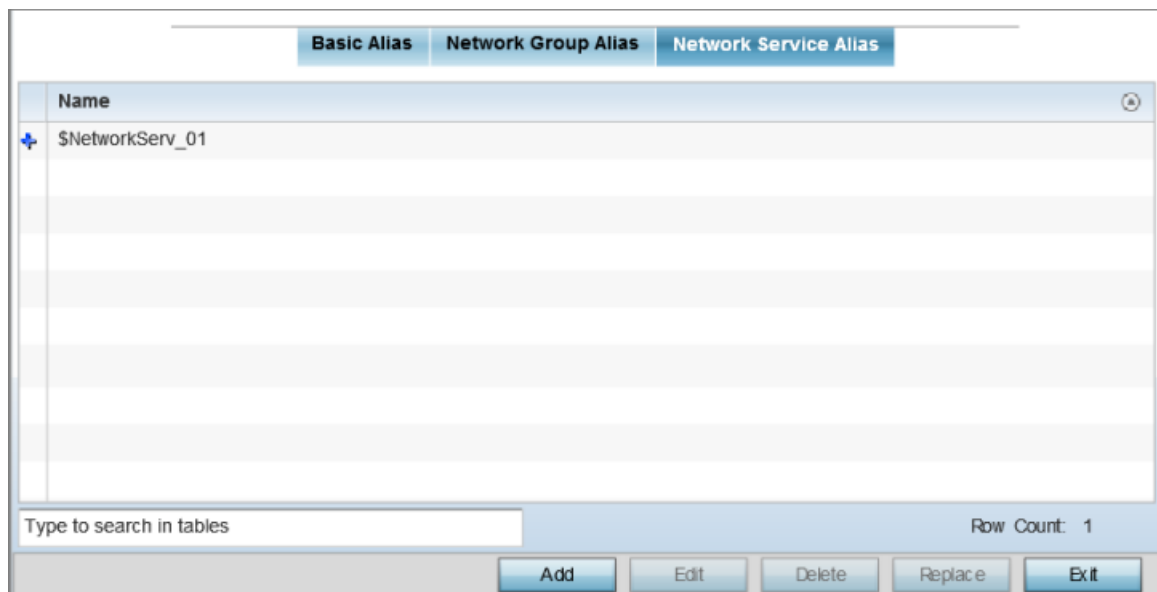 Basic Alias Network Group Alias Network Service Alias
Name
$NetworkServ_01
Type to search in tables Row Count: 1
Add Edit Delete Replace Exit